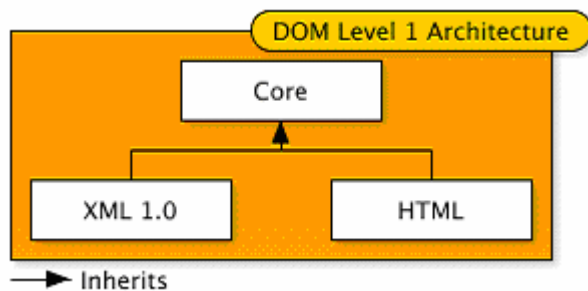 DOM Level 1 Architecture
Core
XML 1.0
HTML
Inherits